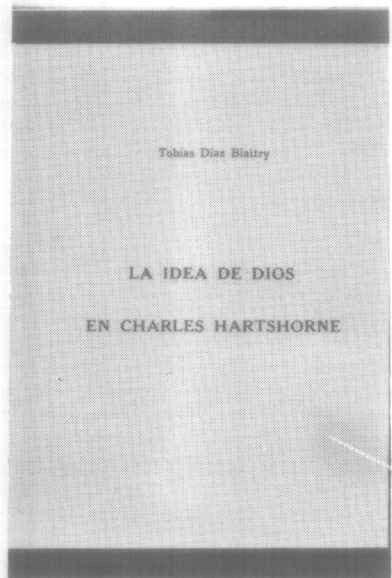 Tobías Díaz Blaitry
LA IDEA DE DIOS
EN CHARLES HARTSHORNE